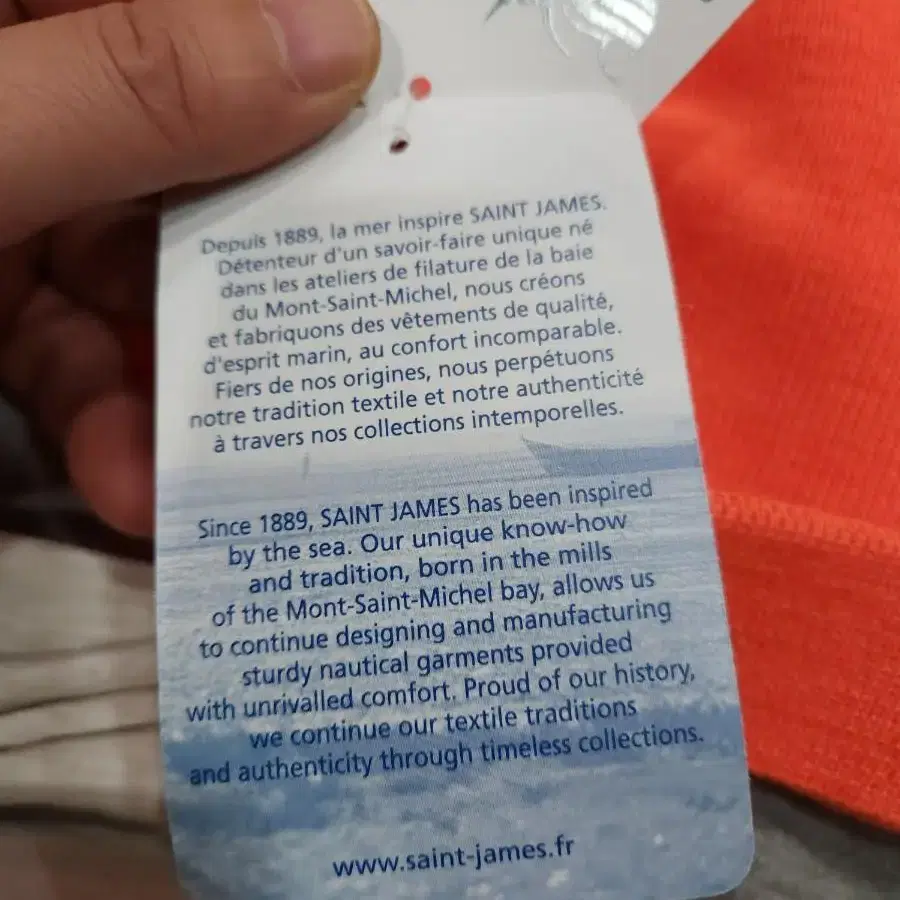 Depuis 1889, la mer inspire SAINT JAMES.
Détenteur d'un savoir-faire unique né
dans les ateliers de filature de la baie
du Mont-Saint-Michel, nous créons
et fabriquons des vêtements de qualité,
d'esprit marin, au confort incomparable.
Fiers de nos origines, nous perpétuons
notre tradition textile et notre authenticité
à travers nos collections intemporelles.
Since 1889, SAINT JAMES has been inspired
by the sea. Our unique know-how
and tradition, born in the mills
of the Mont-Saint-Michel bay, allows us
to continue designing and manufacturing
sturdy nautical garments provided
with unrivalled comfort. Proud of our history,
we continue our textile traditions
and authenticity through timeless collections.
www.saint-james.fr